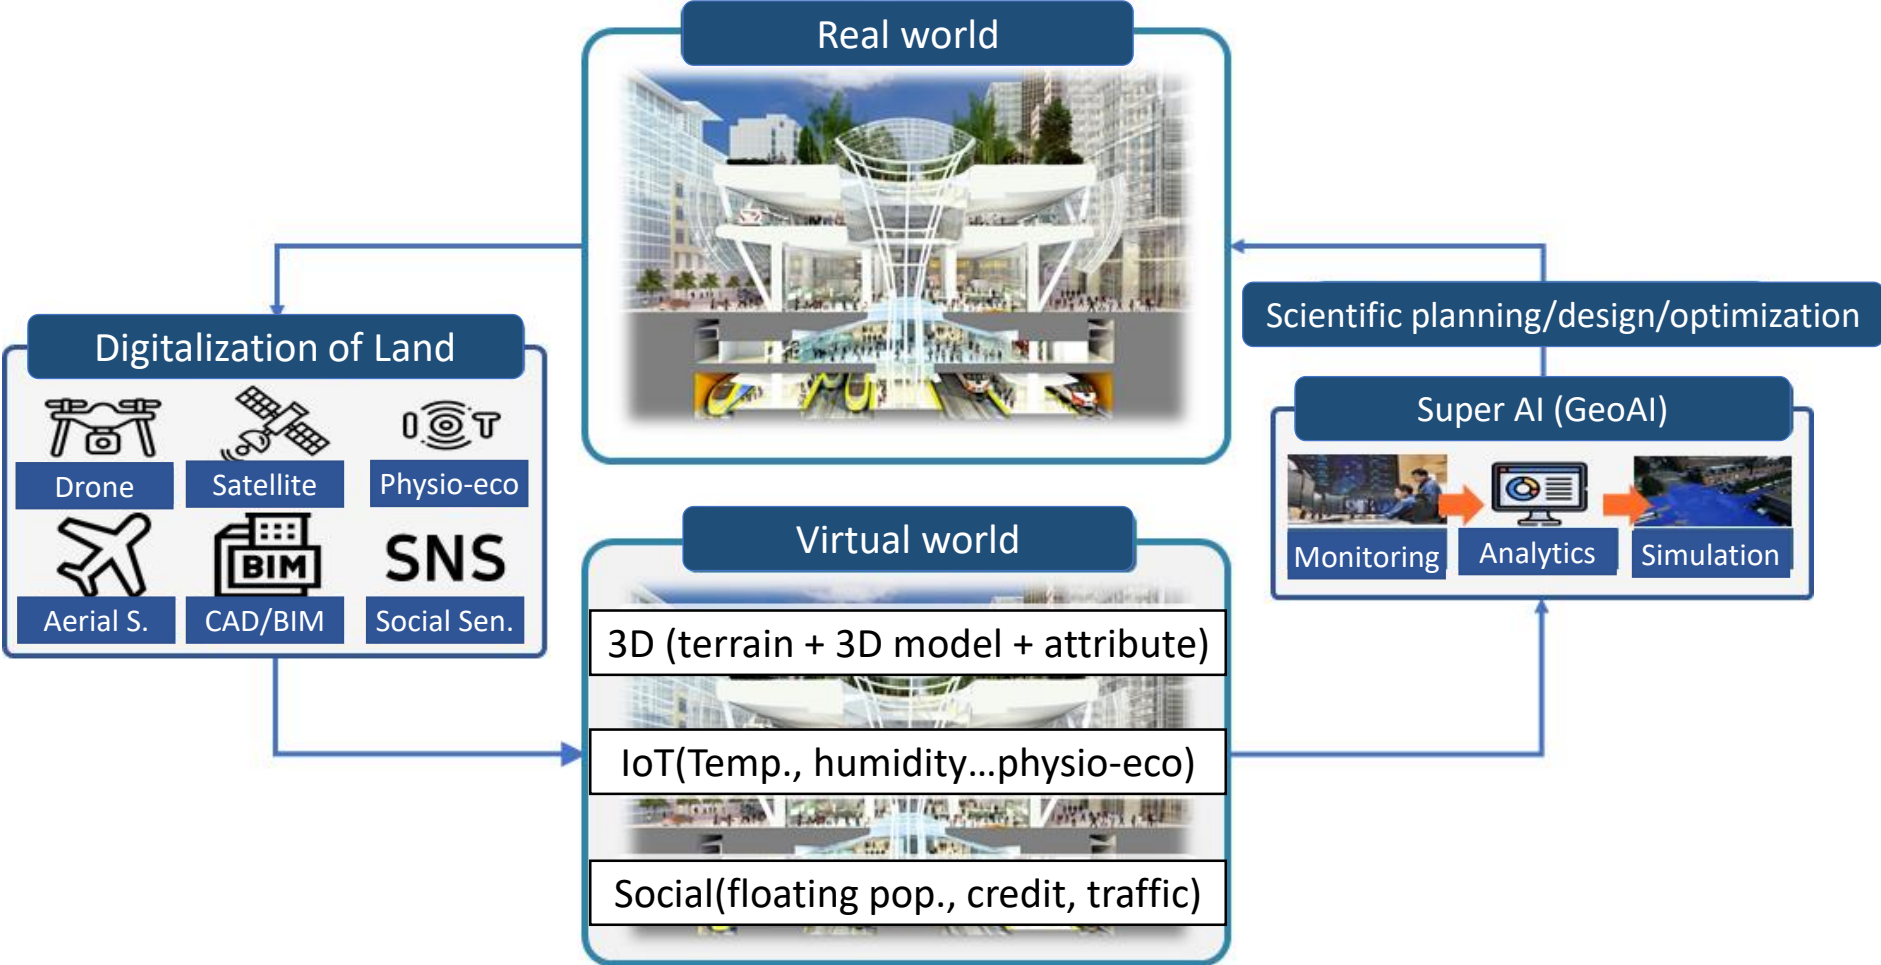 Real world
Digitalization of Land
IOT
Drone
Satellite
Physio-eco
BIM
SNS
Aerial S.
CAD/BIM
Social Sen.
Virtual world
3D (terrain + 3D model + attribute)
IoT(Temp., humidity...physio-eco)
Social(floating pop., credit, traffic)
Scientific planning/design/optimization
Super AI (GeoAI)
Monitoring
Analytics
Simulation